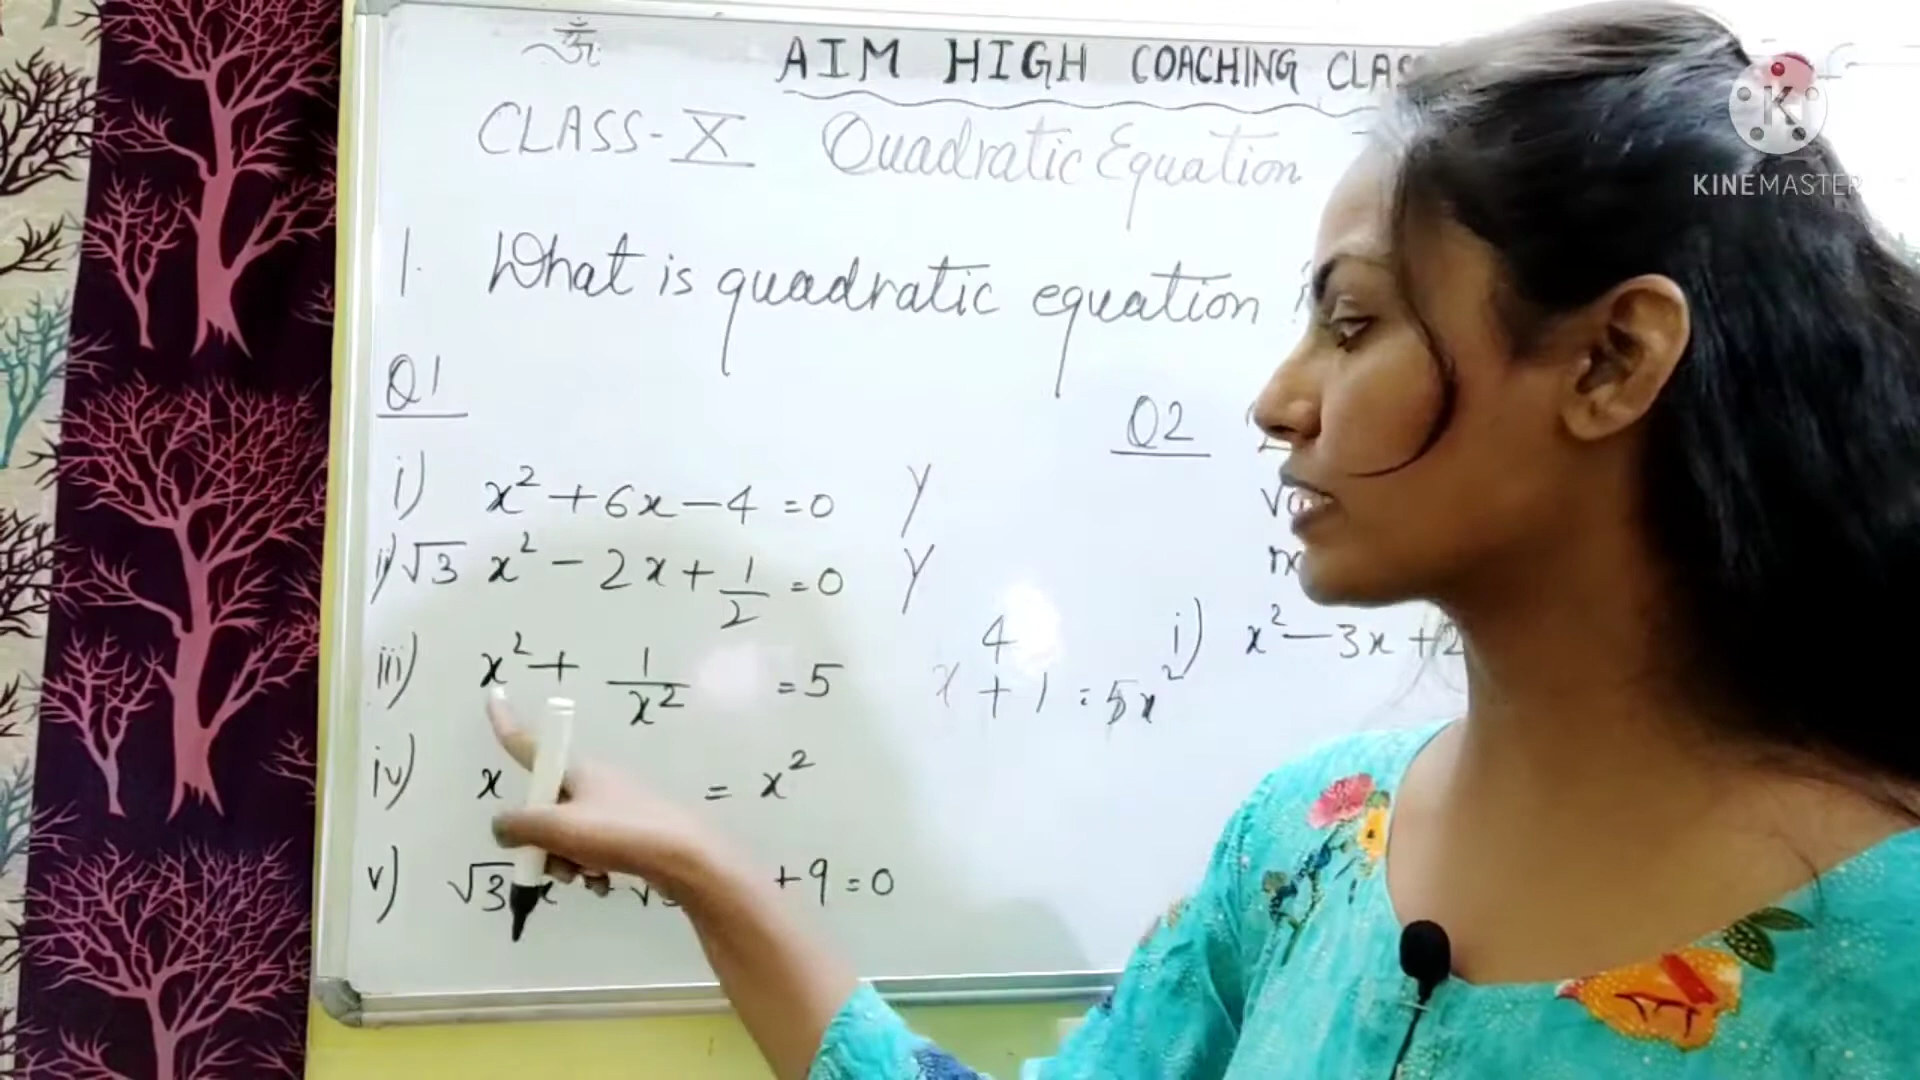 ॐ
AIM HIGH COACHING CLAS
CLASS-X Quadratic Equation
KINEMASTER
1. What is quadratic equation ?
Q1
i) x² + 6x - 4 = 0 Y
ii) √3 x² - 2x + 1/2 = 0 Y
iii) x² + 1/x² = 5 x⁴ + 1 = 5x²
iv) x = x²
v) √3 x + 9 = 0
Q2
i) x² - 3x + 2